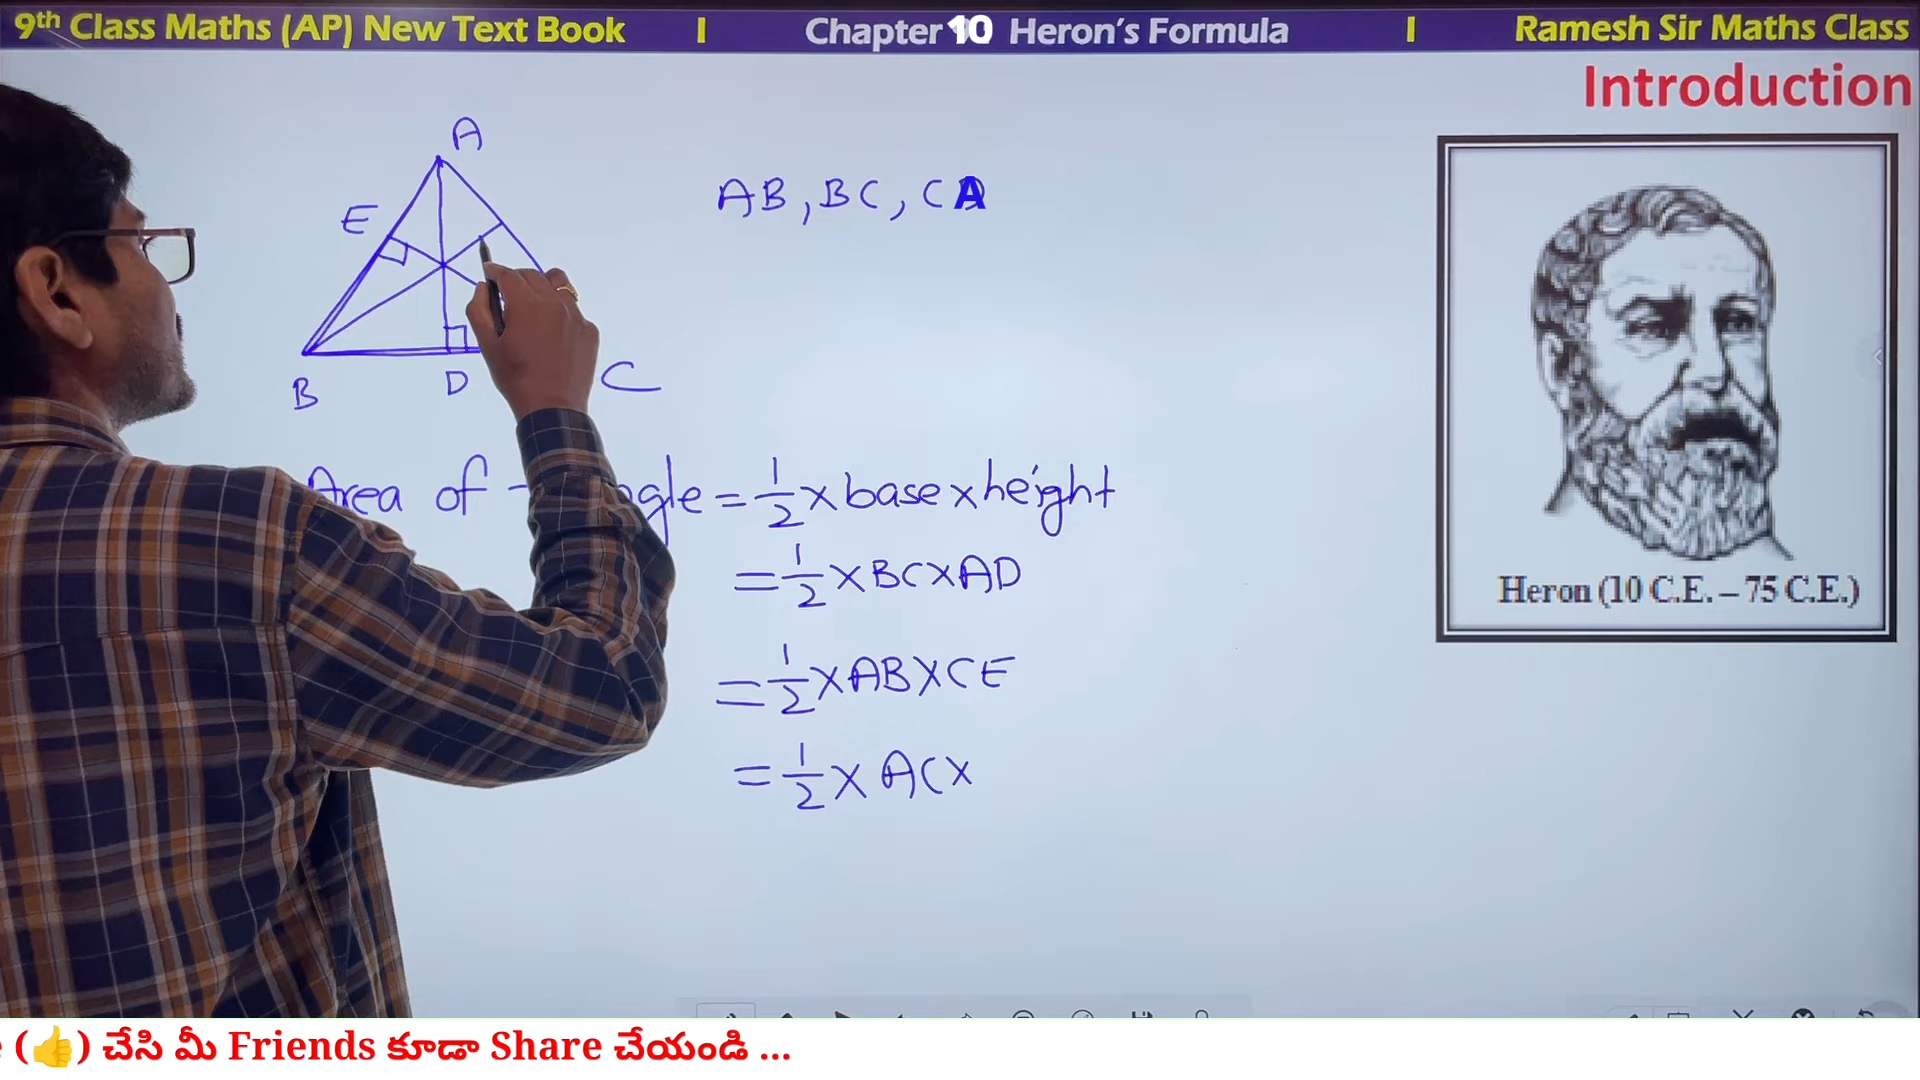 9th Class Maths (AP) New Text Book I Chapter 10 Heron's Formula I Ramesh Sir Maths Class
Introduction
A
E
B
D
C
AB, BC, CA
Area of = 1/2 × base × height
= 1/2 × BC × AD
= 1/2 × AB × CE
= 1/2 × AC ×
Heron (10 C.E. – 75 C.E.)
(👍) చేసి మీ Friends కూడా Share చేయండి ...